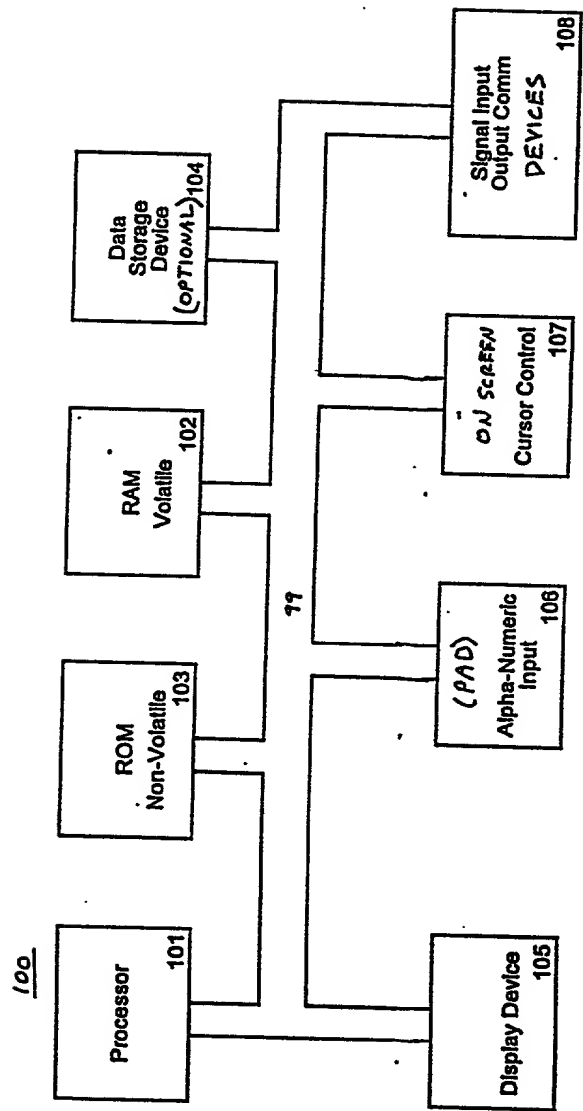 100
Processor
101
ROM
Non-Volatile
103
RAM
Volatile
102
Data
Storage
Device
(OPTIONAL) 104
99
Display Device
105
(PAD)
Alpha-Numeric
Input
106
ON SCREEN
Cursor Control
107
Signal Input
Output Comm
DEVICES
108